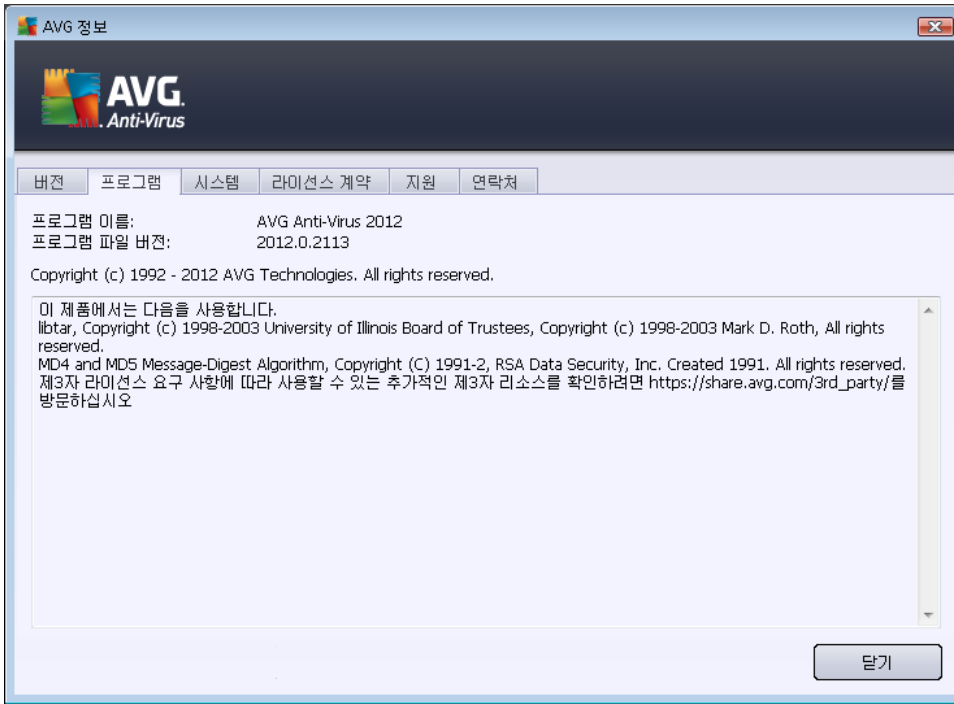 AVG 정보
AVG.
Anti-Virus
버전 프로그램 시스템 라이선스 계약 지원 연락처
프로그램 이름: AVG Anti-Virus 2012
프로그램 파일 버전: 2012.0.2113
Copyright (c) 1992 - 2012 AVG Technologies. All rights reserved.
이 제품에서는 다음을 사용합니다.
libtar, Copyright (c) 1998-2003 University of Illinois Board of Trustees, Copyright (c) 1998-2003 Mark D. Roth, All rights
reserved.
MD4 and MD5 Message-Digest Algorithm, Copyright (C) 1991-2, RSA Data Security, Inc. Created 1991. All rights reserved.
제3자 라이선스 요구 사항에 따라 사용할 수 있는 추가적인 제3자 리소스를 확인하려면 https://share.avg.com/3rd_party/를
방문하십시오
닫기